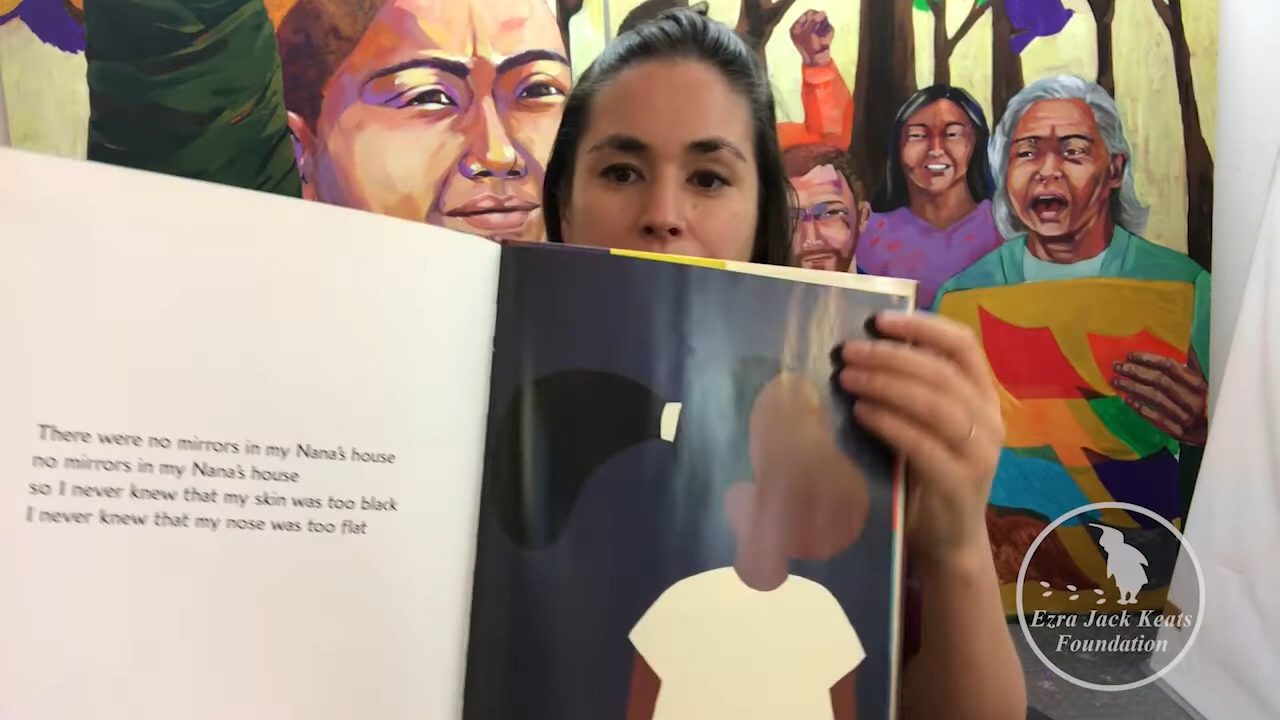 There were no mirrors in my Nana's house
no mirrors in my Nana's house
so I never knew that my skin was too black
I never knew that my nose was too flat
Ezra Jack Keats
Foundation